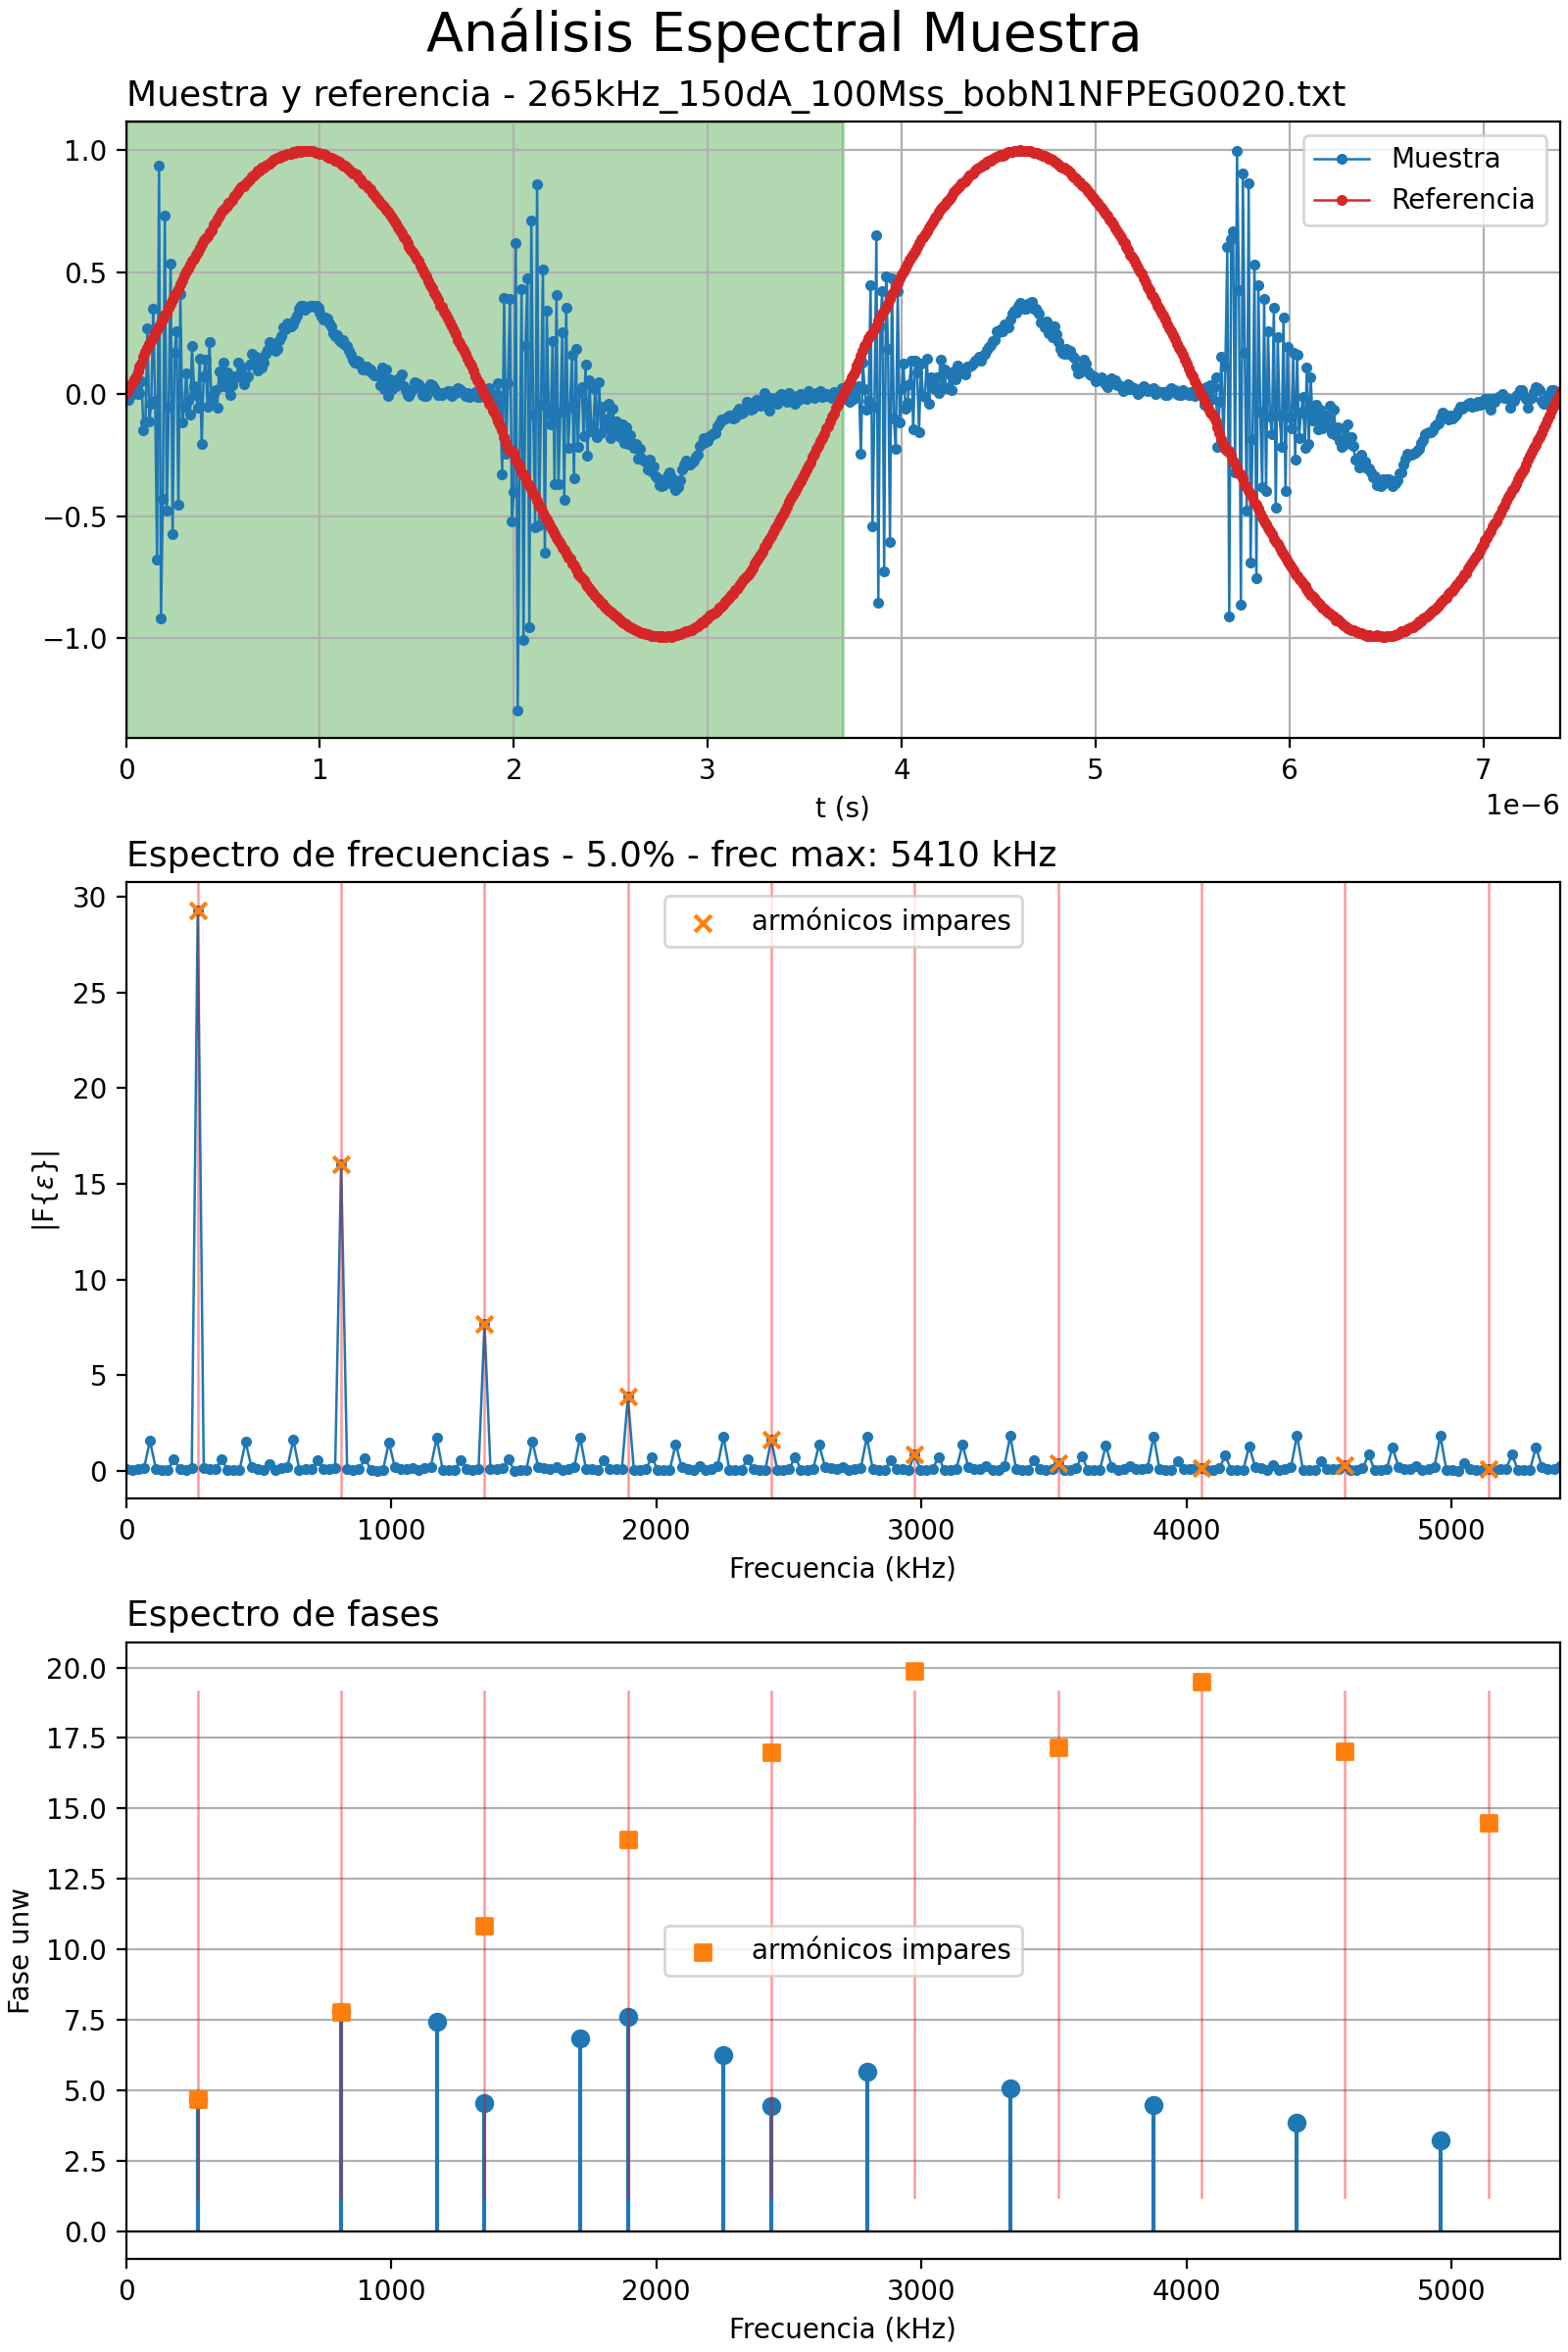 Análisis Espectral Muestra
Muestra y referencia - 265kHz_150dA_100Mss_bobN1NFPEG0020.txt
1.0
0.5
0.0
−0.5
−1.0
Muestra
Referencia
0 1 2 3 4 5 6 7
1e−6
t (s)
Espectro de frecuencias - 5.0% - frec max: 5410 kHz
30
25
20
15
10
5
0
|F{ε}|
armónicos impares
0 1000 2000 3000 4000 5000
Frecuencia (kHz)
Espectro de fases
20.0
17.5
15.0
12.5
10.0
7.5
5.0
2.5
0.0
Fase unw
armónicos impares
0 1000 2000 3000 4000 5000
Frecuencia (kHz)